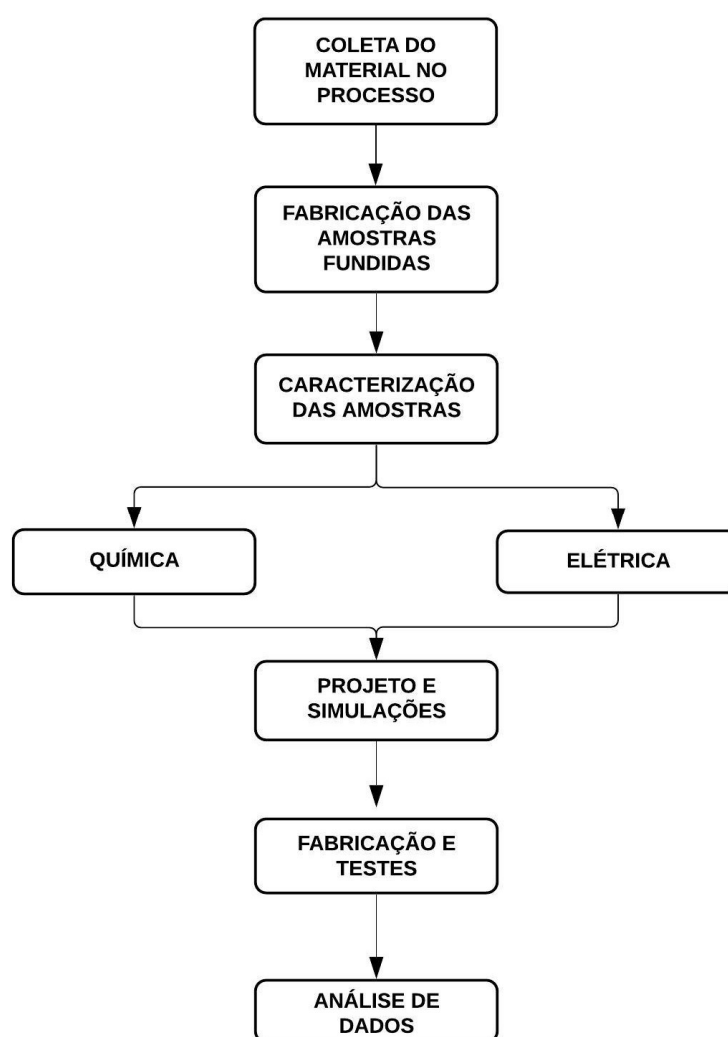 COLETA DO
MATERIAL NO
PROCESSO
FABRICAÇÃO DAS
AMOSTRAS
FUNDIDAS
CARACTERIZAÇÃO
DAS AMOSTRAS
QUÍMICA
ELÉTRICA
PROJETO E
SIMULAÇÕES
FABRICAÇÃO E
TESTES
ANÁLISE DE
DADOS